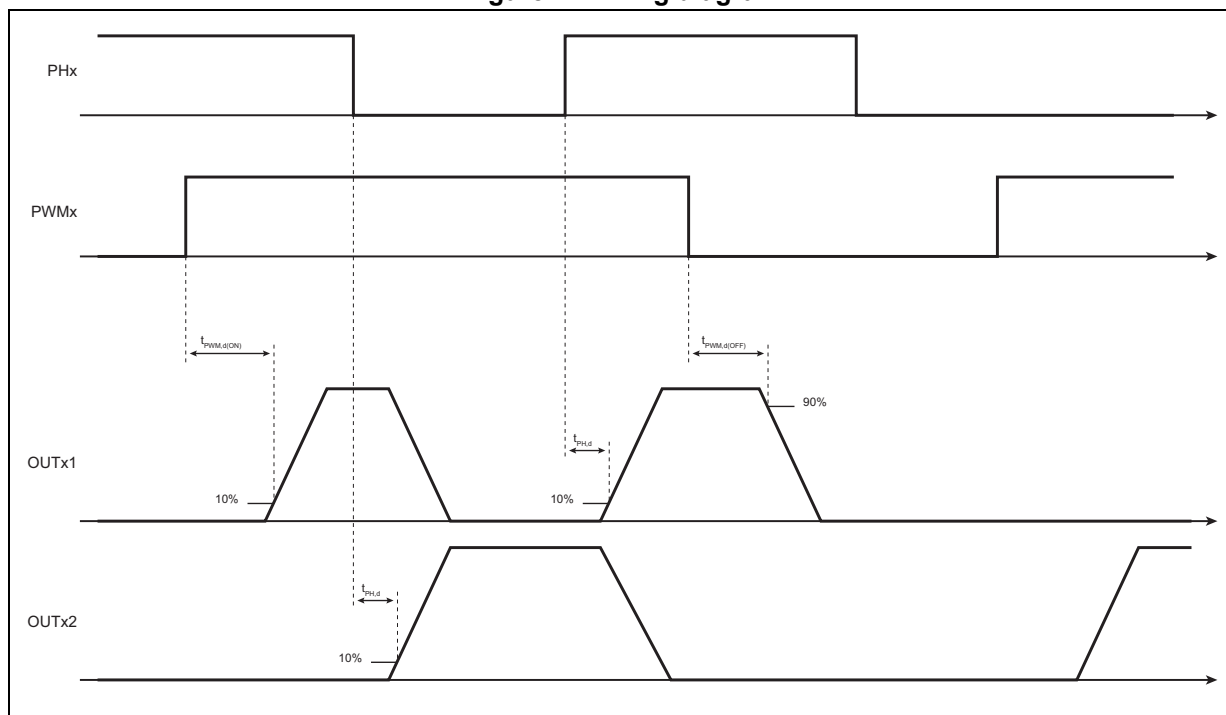 PHx
PWMx
tPWM,d(ON)
tPWM,d(OFF)
90%
tPH,d
OUTx1
10%
10%
tPH,d
OUTx2
10%